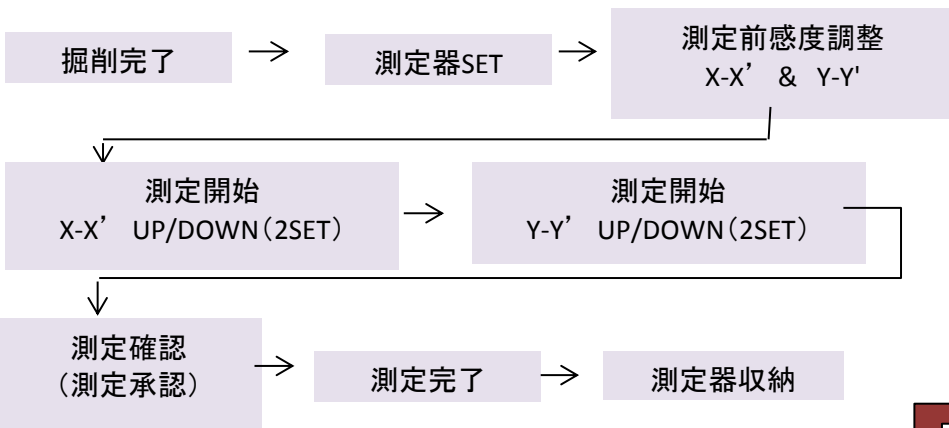 掘削完了
測定器SET
測定前感度調整
X-X’ & Y-Y'
測定開始
X-X’ UP/DOWN(2SET)
測定開始
Y-Y’ UP/DOWN(2SET)
測定確認
(測定承認)
測定完了
測定器収納